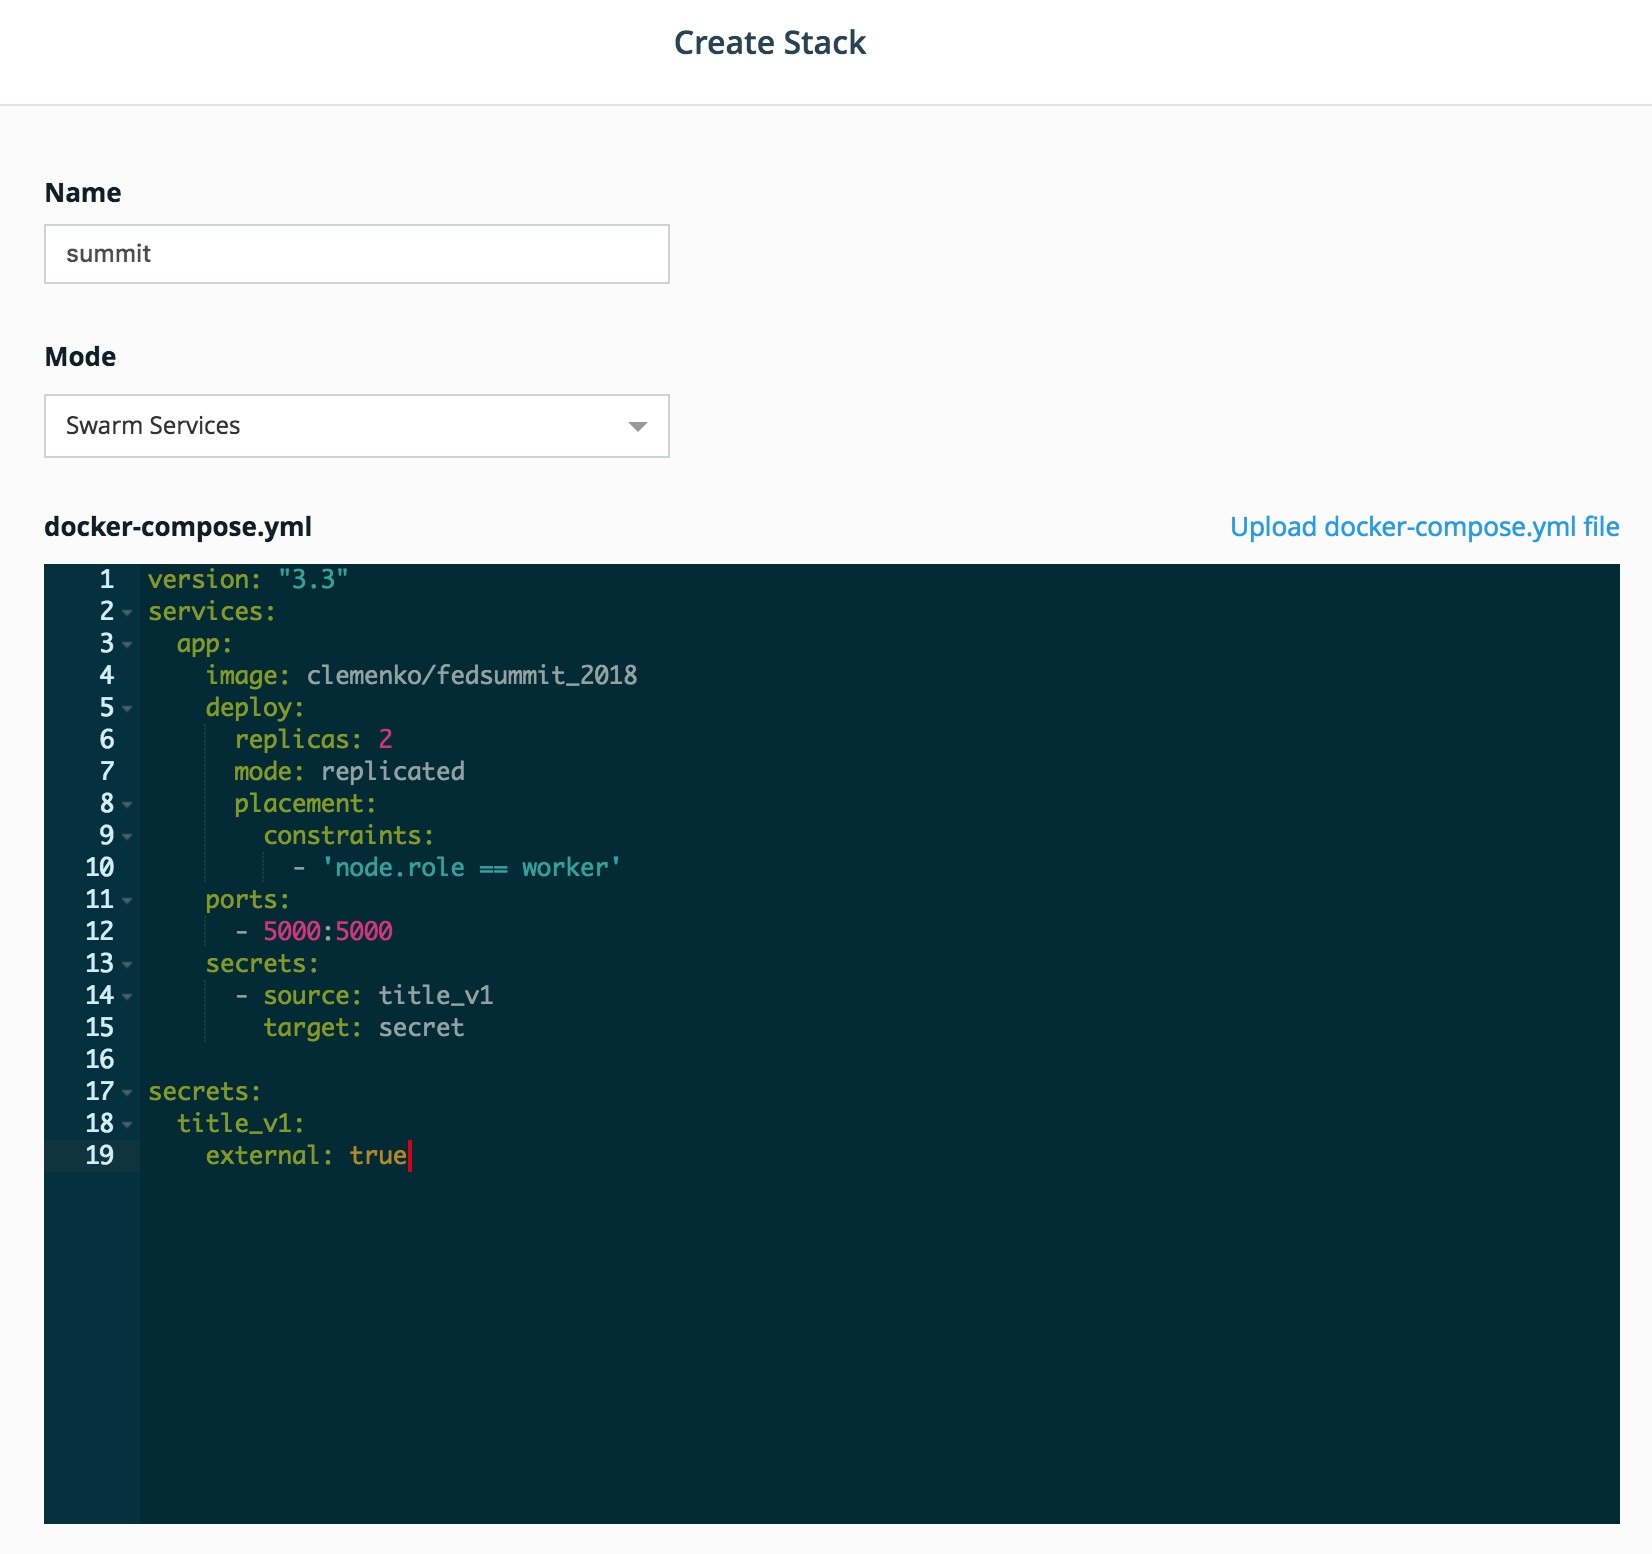 Create Stack
Name
summit
Mode
Swarm Services
docker-compose.yml
Upload docker-compose.yml file
1 version: "3.3"
2 services:
3   app:
4     image: clemenko/fedsummit_2018
5     deploy:
6       replicas: 2
7       mode: replicated
8       placement:
9         constraints:
10           - 'node.role == worker'
11     ports:
12       - 5000:5000
13     secrets:
14       - source: title_v1
15         target: secret
16
17 secrets:
18   title_v1:
19     external: true